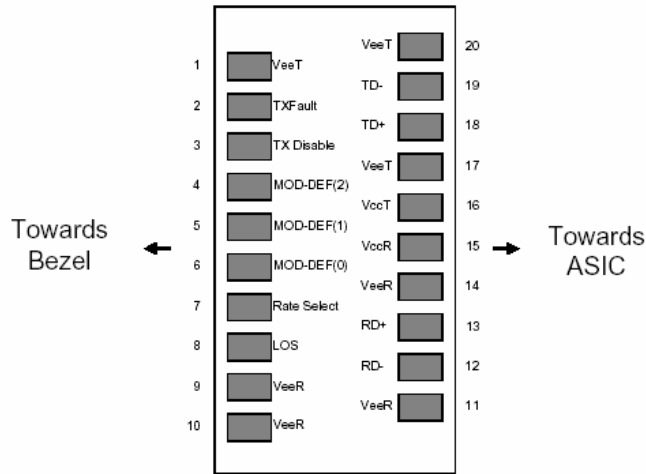 VeeT 20
1 VeeT
TD- 19
2 TXFault
TD+ 18
3 TX Disable
VeeT 17
4 MOD-DEF(2)
VccT 16
5 MOD-DEF(1)
Towards
Bezel
VccR 15
Towards
ASIC
6 MOD-DEF(0)
VeeR 14
7 Rate Select
RD+ 13
8 LOS
RD- 12
9 VeeR
VeeR 11
10 VeeR